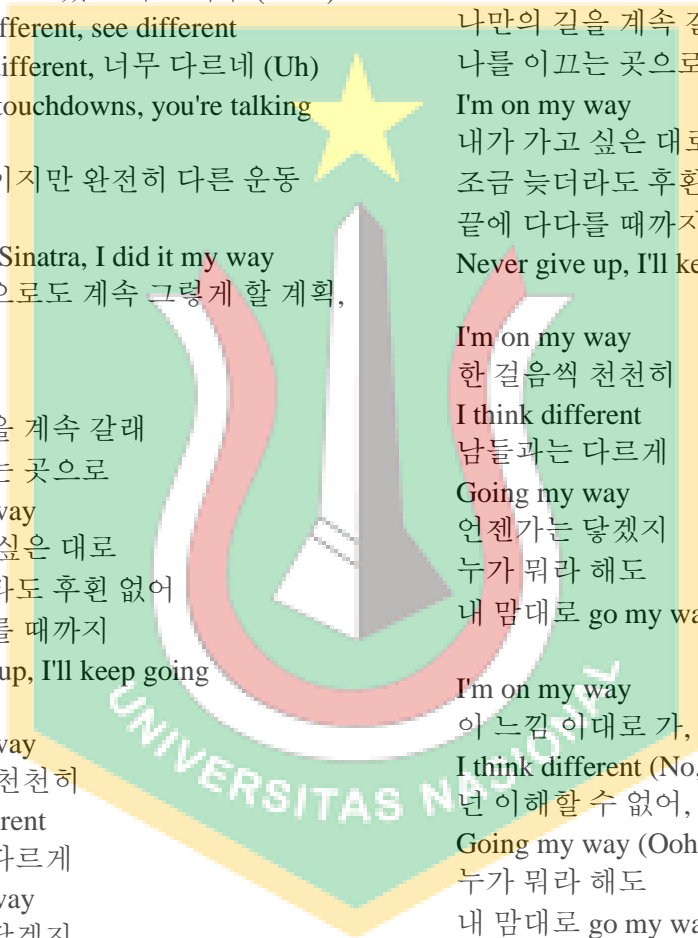 fferent, see different
ifferent, 너무 다르네 (Uh)
touchdowns, you're talking
이지만 완전히 다른 운동
Sinatra, I did it my way
으로도 계속 그렇게 할 계획,
을 계속 갈래
는 곳으로
way
싶은 대로
라도 후횐 없어
를 때까지
up, I'll keep going
way
천천히
rent
다르게
way
나만의 길을 계속
나를 이끄는 곳으로
I'm on my way
내가 가고 싶은 대로
조금 늦더라도 후횐
끝에 다다를 때까지
Never give up, I'll ke
I'm on my way
한 걸음씩 천천히
I think different
남들과는 다르게
Going my way
언젠가는 닿겠지
누가 뭐라 해도
내 맘대로 go my wa
I'm on my way
이 느낌 이대로 가,
I think different (No,
넌 이해할 수 없어,
Going my way (Ooh
누가 뭐라 해도
내 맘대로 go my wa
UNIVERSITAS NASIONAL